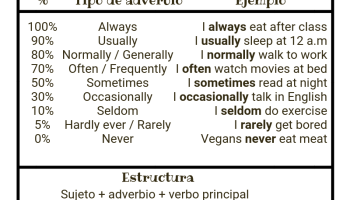 % Tipo de adverbio Ejemplo
100% Always I always eat after class
90% Usually I usually sleep at 12 a.m
80% Normally / Generally I normally walk to work
70% Often / Frequently I often watch movies at bed
50% Sometimes I sometimes read at night
30% Occasionally I occasionally talk in English
10% Seldom I seldom do exercise
5% Hardly ever / Rarely I rarely get bored
0% Never Vegans never eat meat
Estructura
Sujeto + adverbio + verbo principal